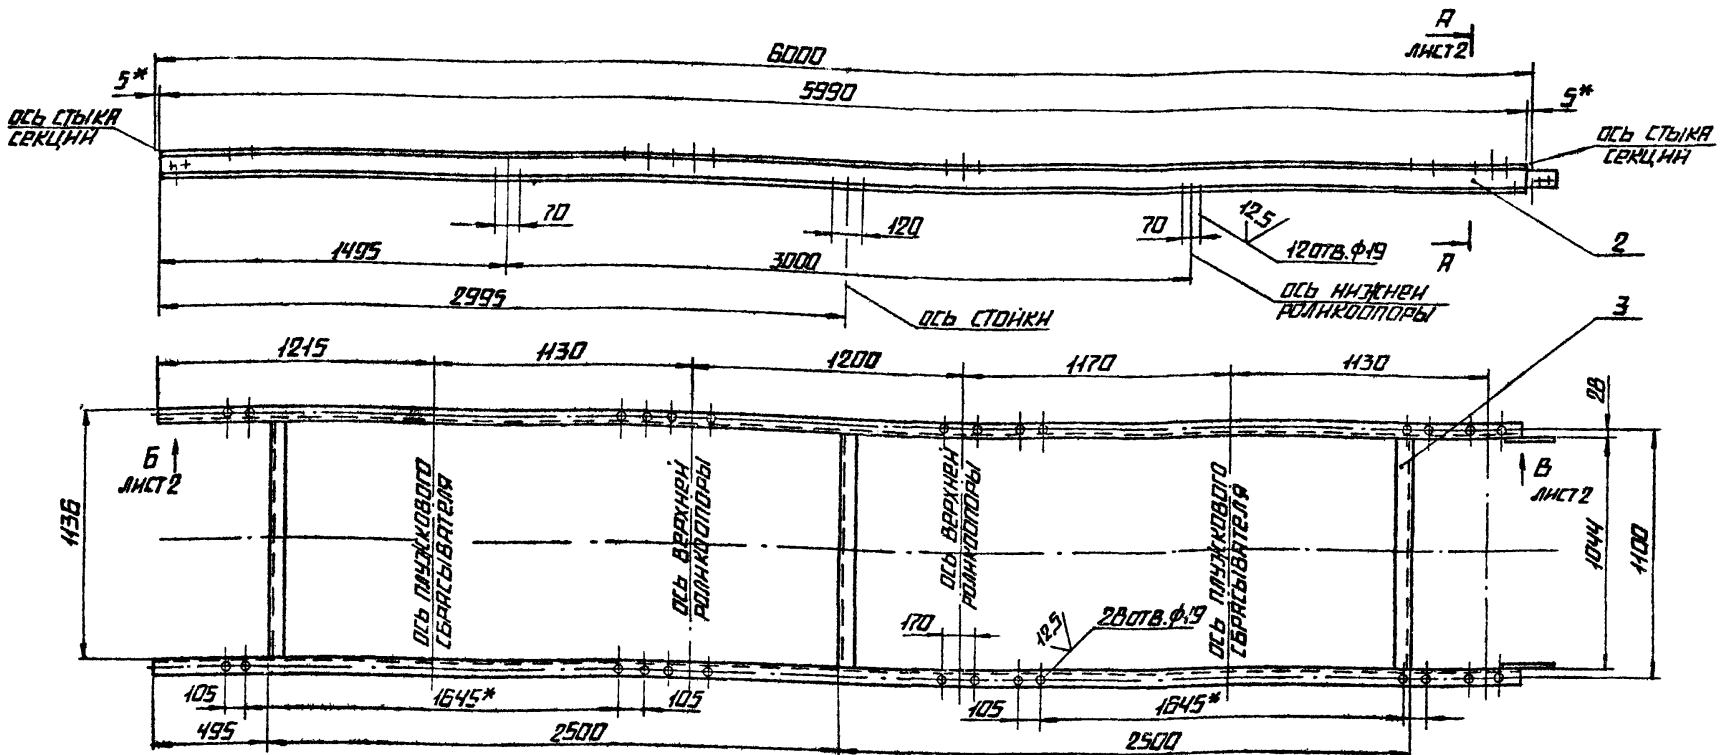 А
ЛИСТ 2
6000
5*
5990
5*
ОСЬ СТЫКА
СЕКЦИИ
ОСЬ СТЫКА
СЕКЦИИ
70
120
70
12,5
12 ОТВ. ф19
А
2
1495
3000
2995
ОСЬ СТОЙКИ
ОСЬ НИЖНЕЙ
РОЛИКООПОРЫ
3
1215
1130
1200
1170
1130
28
Б
ЛИСТ 2
1136
ОСЬ ПЛУЖКОВОГО
СБРАСЫВАТЕЛЯ
ОСЬ ВЕРХНЕЙ
РОЛИКООПОРЫ
ОСЬ ВЕРХНЕЙ
РОЛИКООПОРЫ
ОСЬ ПЛУЖКОВОГО
СБРАСЫВАТЕЛЯ
В
ЛИСТ 2
1044
1100
170
12,5
28 ОТВ. ф19
105
1645*
105
105
1645*
495
2500
2500